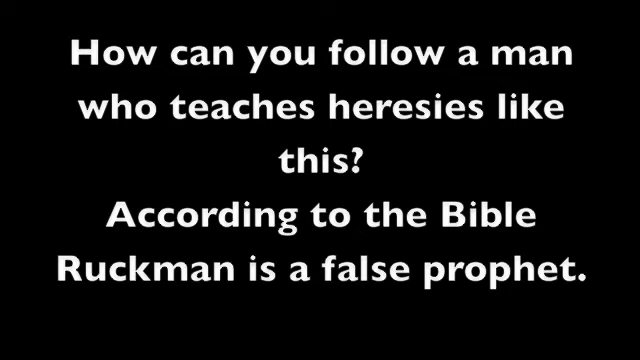 How can you follow a man
who teaches heresies like
this?
According to the Bible
Ruckman is a false prophet.